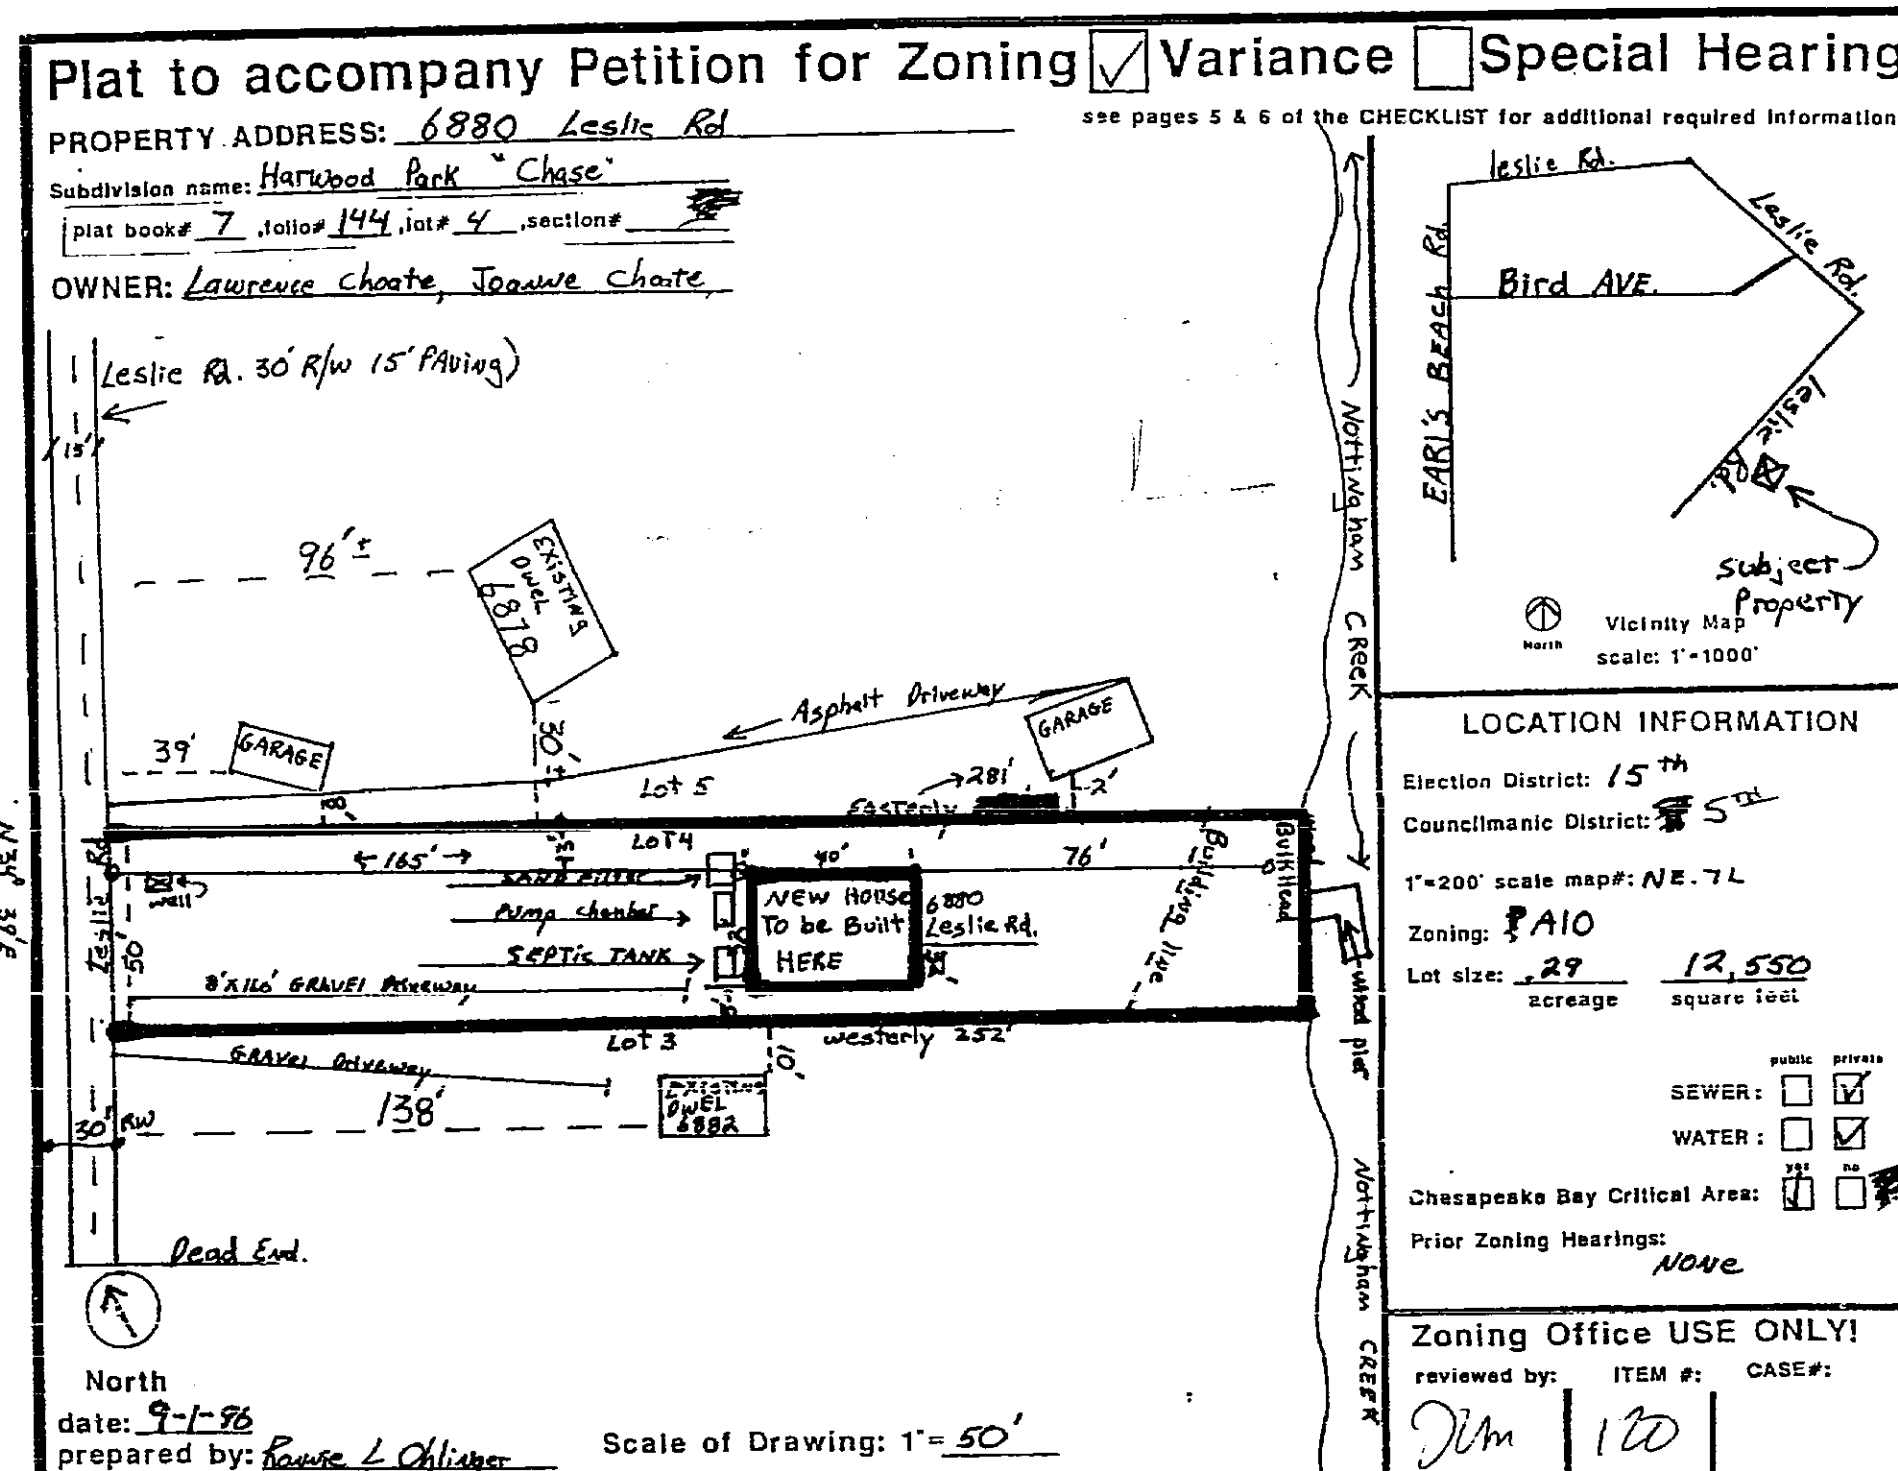 Plat to accompany Petition for Zoning Variance Special Hearing
PROPERTY ADDRESS: 6880 Leslie Rd
see pages 5 & 6 of the CHECKLIST for additional required information
Subdivision name: Harwood Park "Chase"
plat book# 7 ,folio# 144 ,lot# 4 ,section#
OWNER: Lawrence Choate, Joanne Choate,
Leslie Rd. 30' R/W 15' PAving)
15'
96'±
EXiSTiNG
DWEL
6878
Asphalt Driveway
39'
GARAGE
30'±
GARAGE
8'
Lot 5
281'
2'
EASTerly
LOT 4
165'
40'
76'
Building line
Bulk Head
Leslie Rd
well
50'
SAND FILTER
Pump chamber
SEPTic TANK
NEW HOUSE
To be Built
HERE
6880
Leslie Rd.
32'
8'X116' GRAVEl Driveway
wood pier
N 34° 39' E
Lot 3
westerly 252'
GRAVel Driveway
10'
138'
Existing
DWEL
6882
30' RW
Dead End.
North
date: 9-1-96
prepared by:
Scale of Drawing: 1"= 50'
Nottingham CReeK
Nottingham CREEK
leslie Rd.
Leslie Rd.
Bird AVE.
EARl'S BEACH Rd.
leslie Rd.
subject
Property
North
Vicinity Map
scale: 1"=1000'
LOCATION INFORMATION
Election District: 15th
Councilmanic District: 5TH
1"=200' scale map#: NE. 7L
Zoning: RA10
Lot size: .29 12,550
acreage square feet
public private
SEWER:
WATER:
yes no
Chesapeake Bay Critical Area:
Prior Zoning Hearings:
NONe
Zoning Office USE ONLY!
reviewed by: ITEM #: CASE#:
120